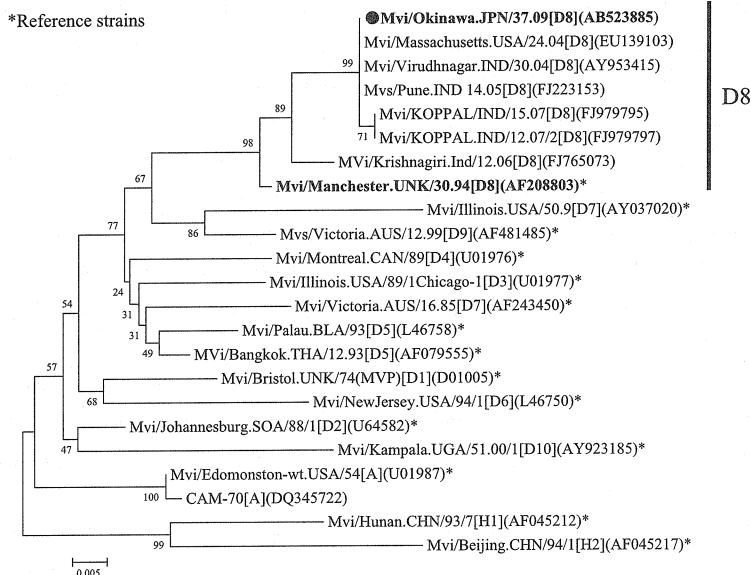 *Reference strains
Mvi/Okinawa.JPN/37.09[D8](AB523885)
Mvi/Massachusetts.USA/24.04[D8](EU139103)
99
Mvi/Virudhnagar.IND/30.04[D8](AY953415)
Mvs/Pune.IND 14.05[D8](FJ223153)
D8
89
Mvi/KOPPAL/IND/15.07[D8](FJ979795)
71
Mvi/KOPPAL.IND/12.07/2[D8](FJ979797)
98
MVi/Krishnagiri.Ind/12.06[D8](FJ765073)
67
Mvi/Manchester.UNK/30.94[D8](AF208803)*
Mvi/Illinois.USA/50.9[D7](AY037020)*
86
Mvs/Victoria.AUS/12.99[D9](AF481485)*
77
Mvi/Montreal.CAN/89[D4](U01976)*
24
Mvi/Illinois.USA/89/1Chicago-1[D3](U01977)*
31
Mvi/Victoria.AUS/16.85[D7](AF243450)*
54
31
Mvi/Palau.BLA/93[D5](L46758)*
49
MVi/Bangkok.THA/12.93[D5](AF079555)*
57
Mvi/Bristol.UNK/74(MVP)[D1](D01005)*
68
Mvi/NewJersey.USA/94/1[D6](L46750)*
Mvi/Johannesburg.SOA/88/1[D2](U64582)*
47
Mvi/Kampala.UGA/51.00/1[D10](AY923185)*
Mvi/Edomonston-wt.USA/54[A](U01987)*
100
CAM-70[A](DQ345722)
Mvi/Hunan.CHN/93/7[H1](AF045212)*
99
Mvi/Beijing.CHN/94/1[H2](AF045217)*
0.005